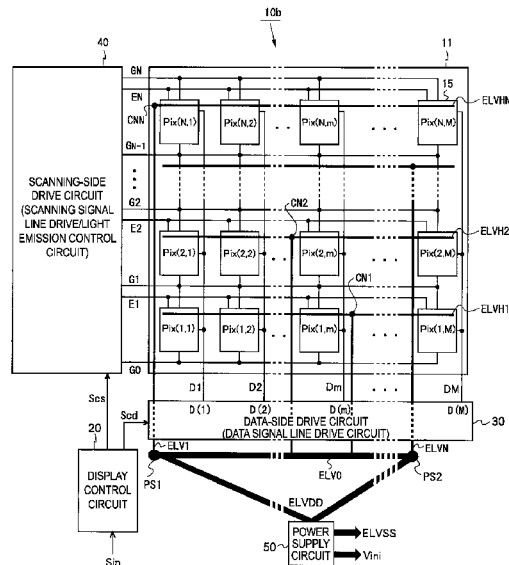 10b
40
11
GN
15
EN
ELVHN
Pix(N,1) Pix(N,2) Pix(N,m) Pix(N,M)
CNN
GN-1
SCANNING-SIDE
DRIVE CIRCUIT
(SCANNING SIGNAL
LINE DRIVE/LIGHT
EMISSION CONTROL
CIRCUIT)
G2
CN2
E2
ELVH2
Pix(2,1) Pix(2,2) Pix(2,m) Pix(2,M)
CN1
G1
E1
ELVH1
Pix(1,1) Pix(1,2) Pix(1,m) Pix(1,M)
G0
Scs
D1 D2 Dm DM
Scd
D(1) D(2) D(m) D(M)
20
DATA-SIDE DRIVE CIRCUIT
(DATA SIGNAL LINE DRIVE CIRCUIT)
30
ELV1
ELVN
ELV0
DISPLAY
CONTROL
CIRCUIT
PS1
PS2
ELVDD
50
POWER
SUPPLY
CIRCUIT
ELVSS
Vini
Sin